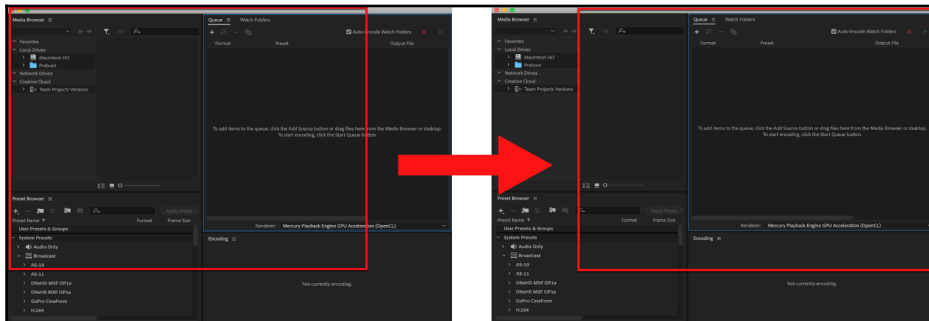 Media Browser
Favorites
Local Drives
Macintosh HD
Preboot
Network Drives
Creative Cloud
Team Projects Versions
Preset Browser
Apply Preset
Preset Name Format Frame Size
User Presets & Groups
System Presets
Audio Only
Broadcast
AS-10
AS-11
DNxHD MXF OP1a
DNxHR MXF OP1a
GoPro CineForm
H.264
Queue Watch Folders
Auto-Encode Watch Folders
Format Preset Output File
To add items to the queue, click the Add Source button or drag files here from the Media Browser or desktop.
To start encoding, click the Start Queue button.
Renderer: Mercury Playback Engine GPU Acceleration (OpenCL)
Encoding
Not currently encoding.
Media Browser
Favorites
Local Drives
Macintosh HD
Preboot
Network Drives
Creative Cloud
Team Projects Versions
Preset Browser
Apply Preset
Preset Name Format Frame Size
User Presets & Groups
System Presets
Audio Only
Broadcast
AS-10
AS-11
DNxHD MXF OP1a
DNxHR MXF OP1a
GoPro CineForm
H.264
Queue Watch Folders
Auto-Encode Watch Folders
Format Preset Output File
To add items to the queue, click the Add Source button or drag files here from the Media Browser or desktop.
To start encoding, click the Start Queue button.
Renderer: Mercury Playback Engine GPU Acceleration (OpenCL)
Encoding
Not currently encoding.